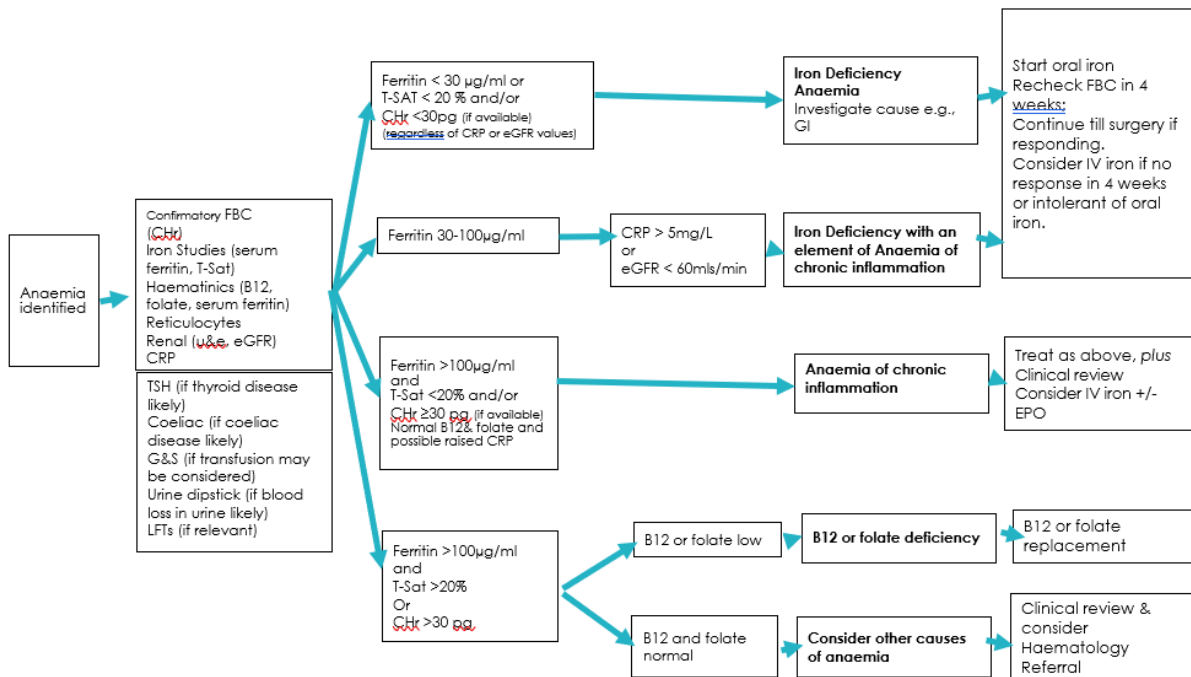 Anaemia
identified
Confirmatory FBC
(CHr)
Iron Studies (serum
ferritin, T-Sat)
Haematinics (B12,
folate, serum ferritin)
Reticulocytes
Renal (u&e, eGFR)
CRP
TSH (if thyroid disease
likely)
Coeliac (if coeliac
disease likely)
G&S (if transfusion may
be considered)
Urine dipstick (if blood
loss in urine likely)
LFTs (if relevant)
Ferritin < 30 µg/ml or
T-SAT < 20 % and/or
CHr <30pg (if available)
(regardless of CRP or eGFR values)
Iron Deficiency
Anaemia
Investigate cause e.g.,
GI
Start oral iron
Recheck FBC in 4
weeks;
Continue till surgery if
responding.
Consider IV iron if no
response in 4 weeks
or intolerant of oral
iron.
Ferritin 30-100µg/ml
CRP > 5mg/L
or
eGFR < 60mls/min
Iron Deficiency with an
element of Anaemia of
chronic inflammation
Ferritin >100µg/ml
and
T-Sat <20% and/or
CHr ≥30 pg (if available)
Normal B12& folate and
possible raised CRP
Anaemia of chronic
inflammation
Treat as above, plus
Clinical review
Consider IV iron +/-
EPO
Ferritin >100µg/ml
and
T-Sat >20%
Or
CHr >30 pg
B12 or folate low
B12 or folate deficiency
B12 or folate
replacement
B12 and folate
normal
Consider other causes
of anaemia
Clinical review &
consider
Haematology
Referral